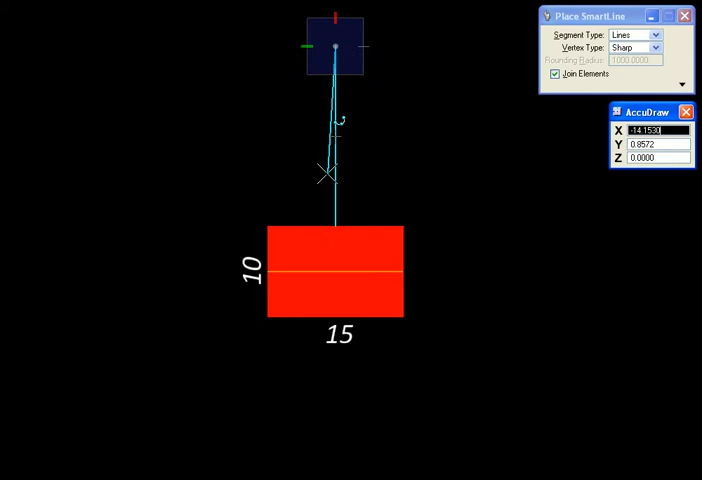 Place SmartLine
Segment Type: Lines
Vertex Type: Sharp
Rounding Radius: 1000.0000
Join Elements
AccuDraw
X -14.1530
Y 0.8572
Z 0.0000
10
15